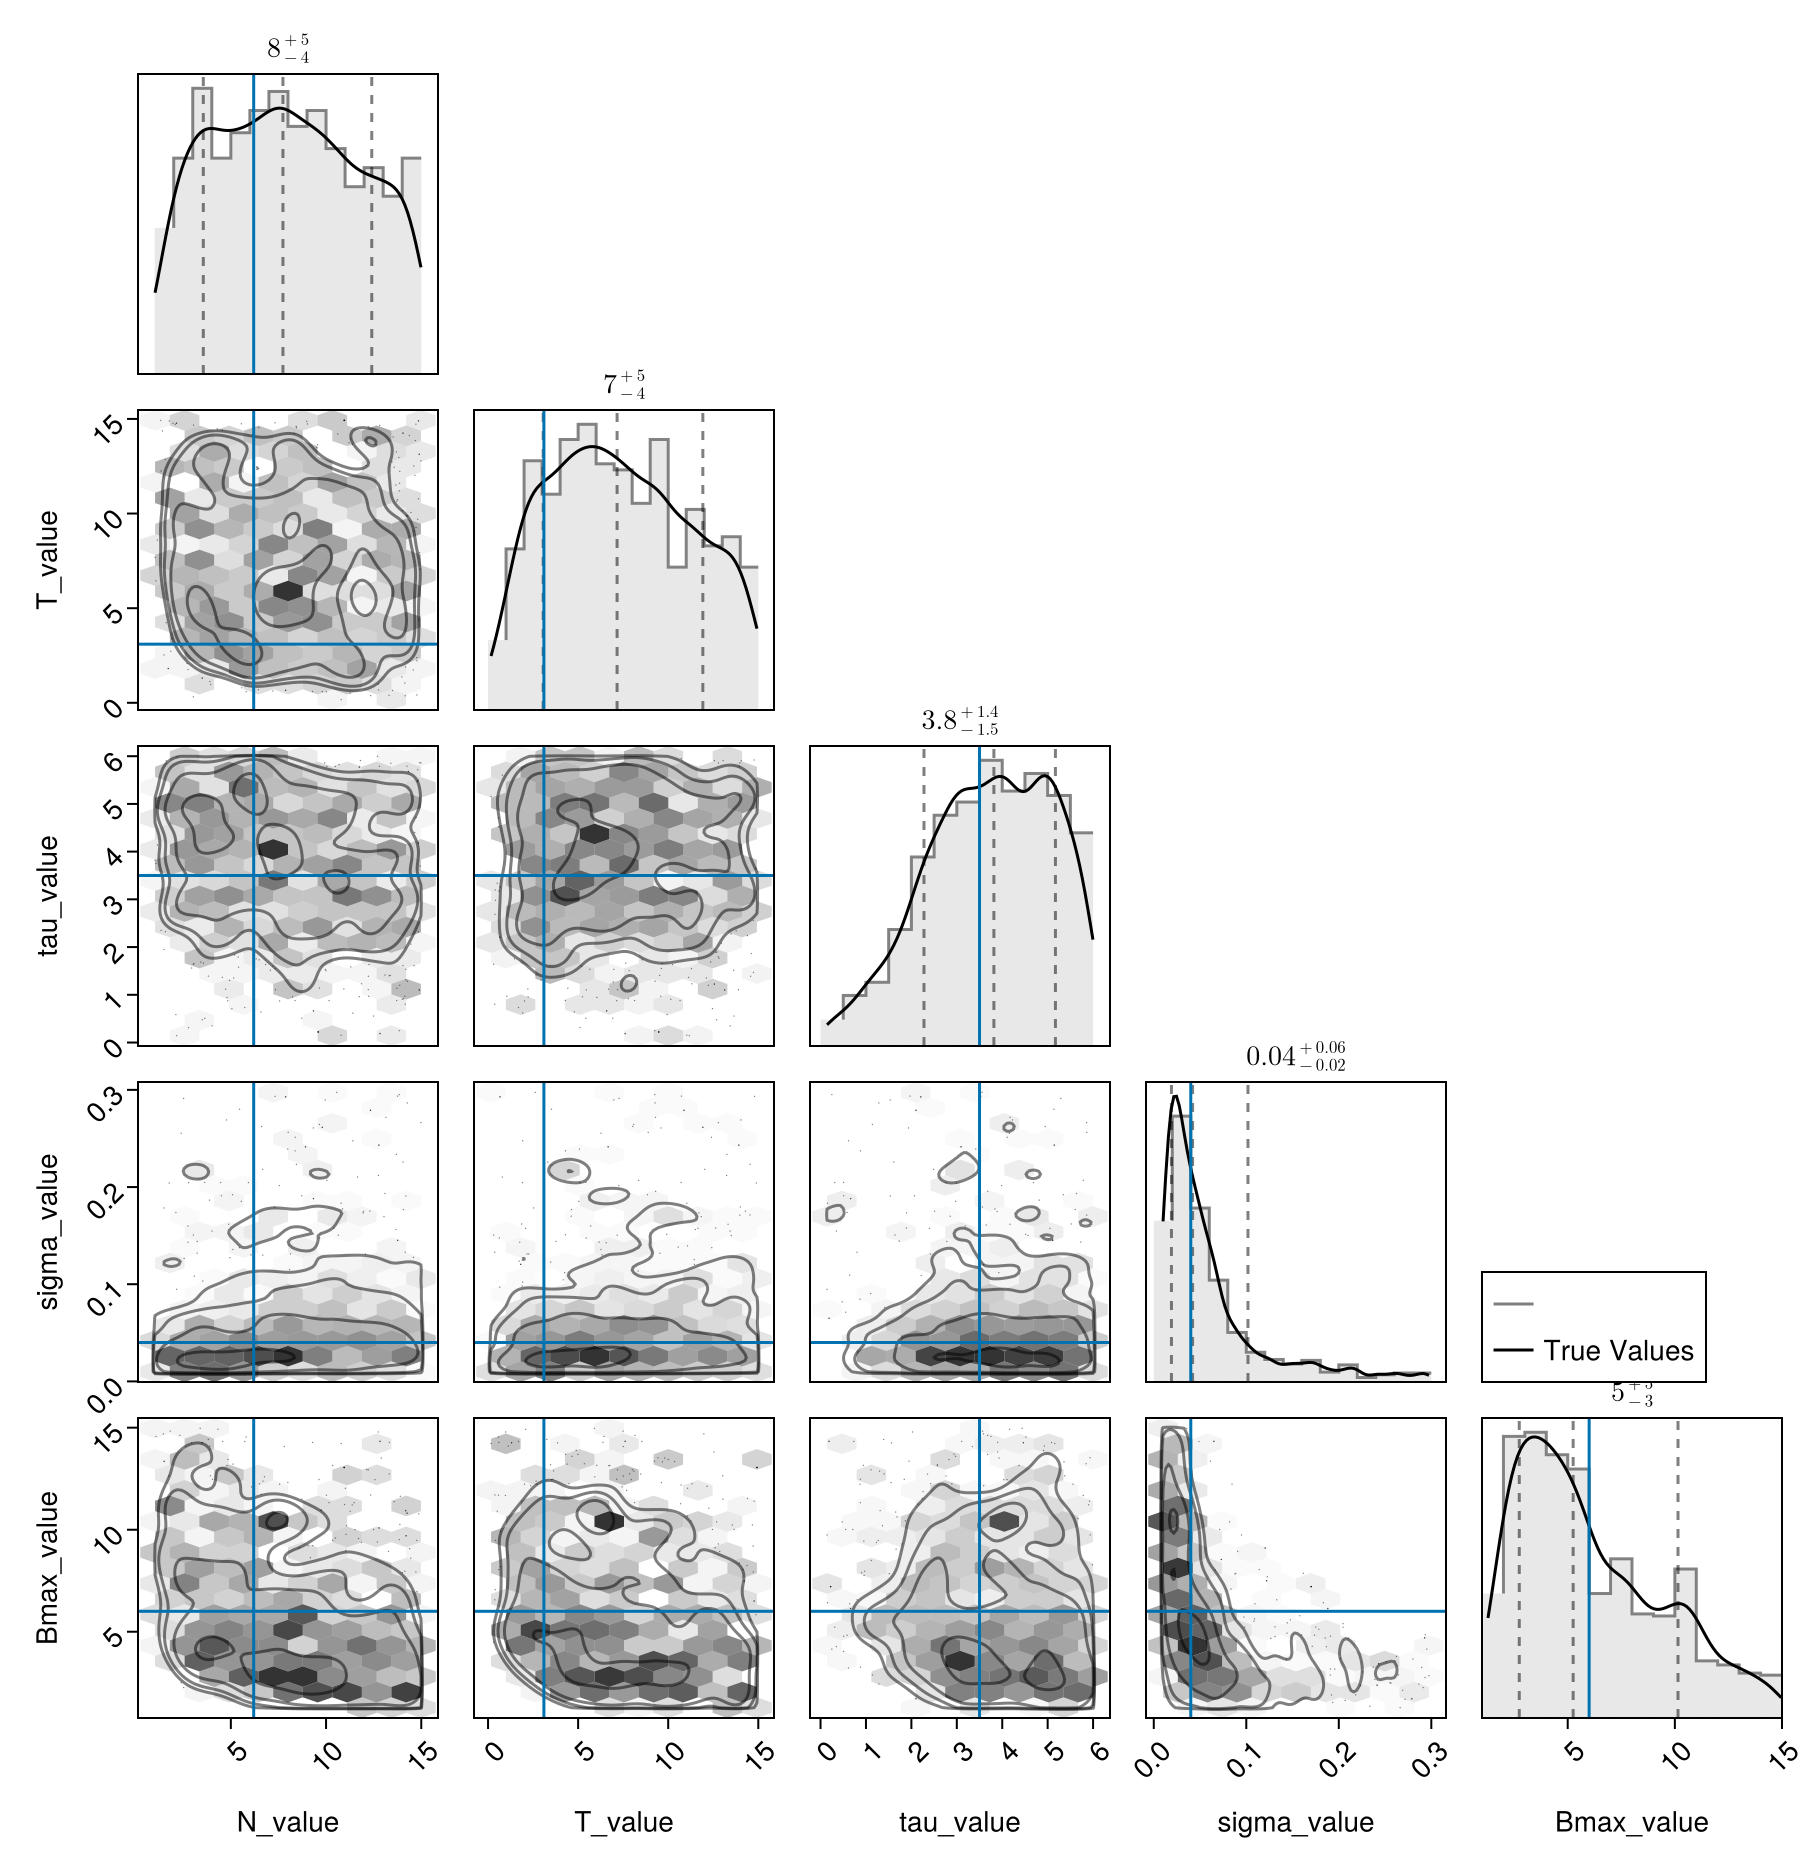 8 +5 −4
15
10
5
0
T_value
7 +5 −4
6
5
4
3
2
1
0
tau_value
3.8 +1.4 −1.5
0.3
0.2
0.1
0.0
sigma_value
0.04 +0.06 −0.02
True Values
5 −3
15
10
5
Bmax_value
5 10 15
0 5 10 15
0 1 2 3 4 5 6
0.0 0.1 0.2 0.3
5 10 15
N_value T_value tau_value sigma_value Bmax_value